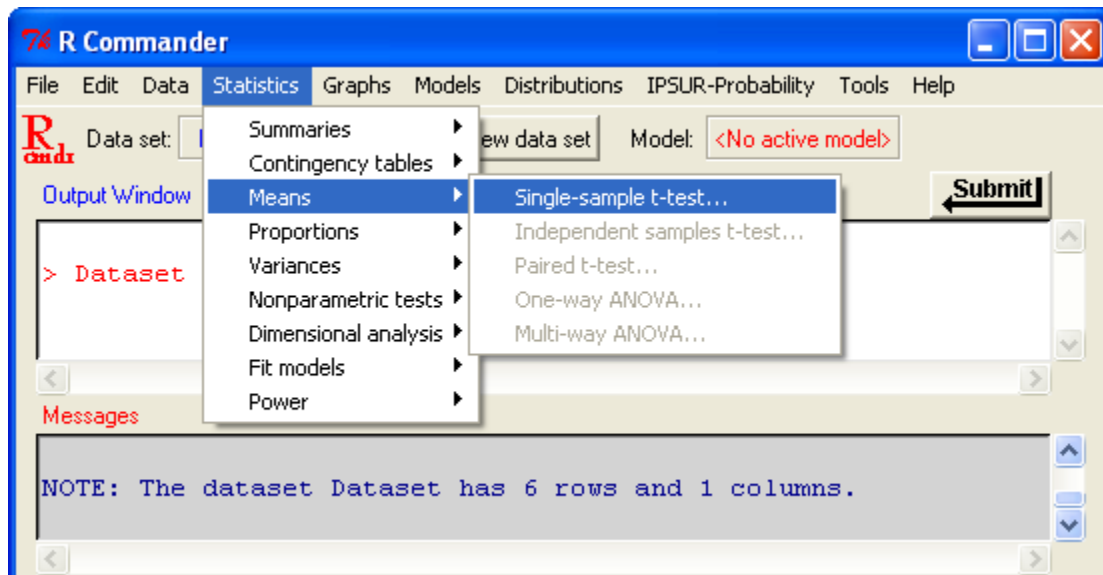 R Commander
File Edit Data Statistics Graphs Models Distributions IPSUR-Probability Tools Help
R Data set: ew data set Model: <No active model>
cmdr
Summaries
Contingency tables
Output Window Means Single-sample t-test... Submit
Proportions Independent samples t-test...
> Dataset Variances Paired t-test...
Nonparametric tests One-way ANOVA...
Dimensional analysis Multi-way ANOVA...
Fit models
Power
Messages
NOTE: The dataset Dataset has 6 rows and 1 columns.